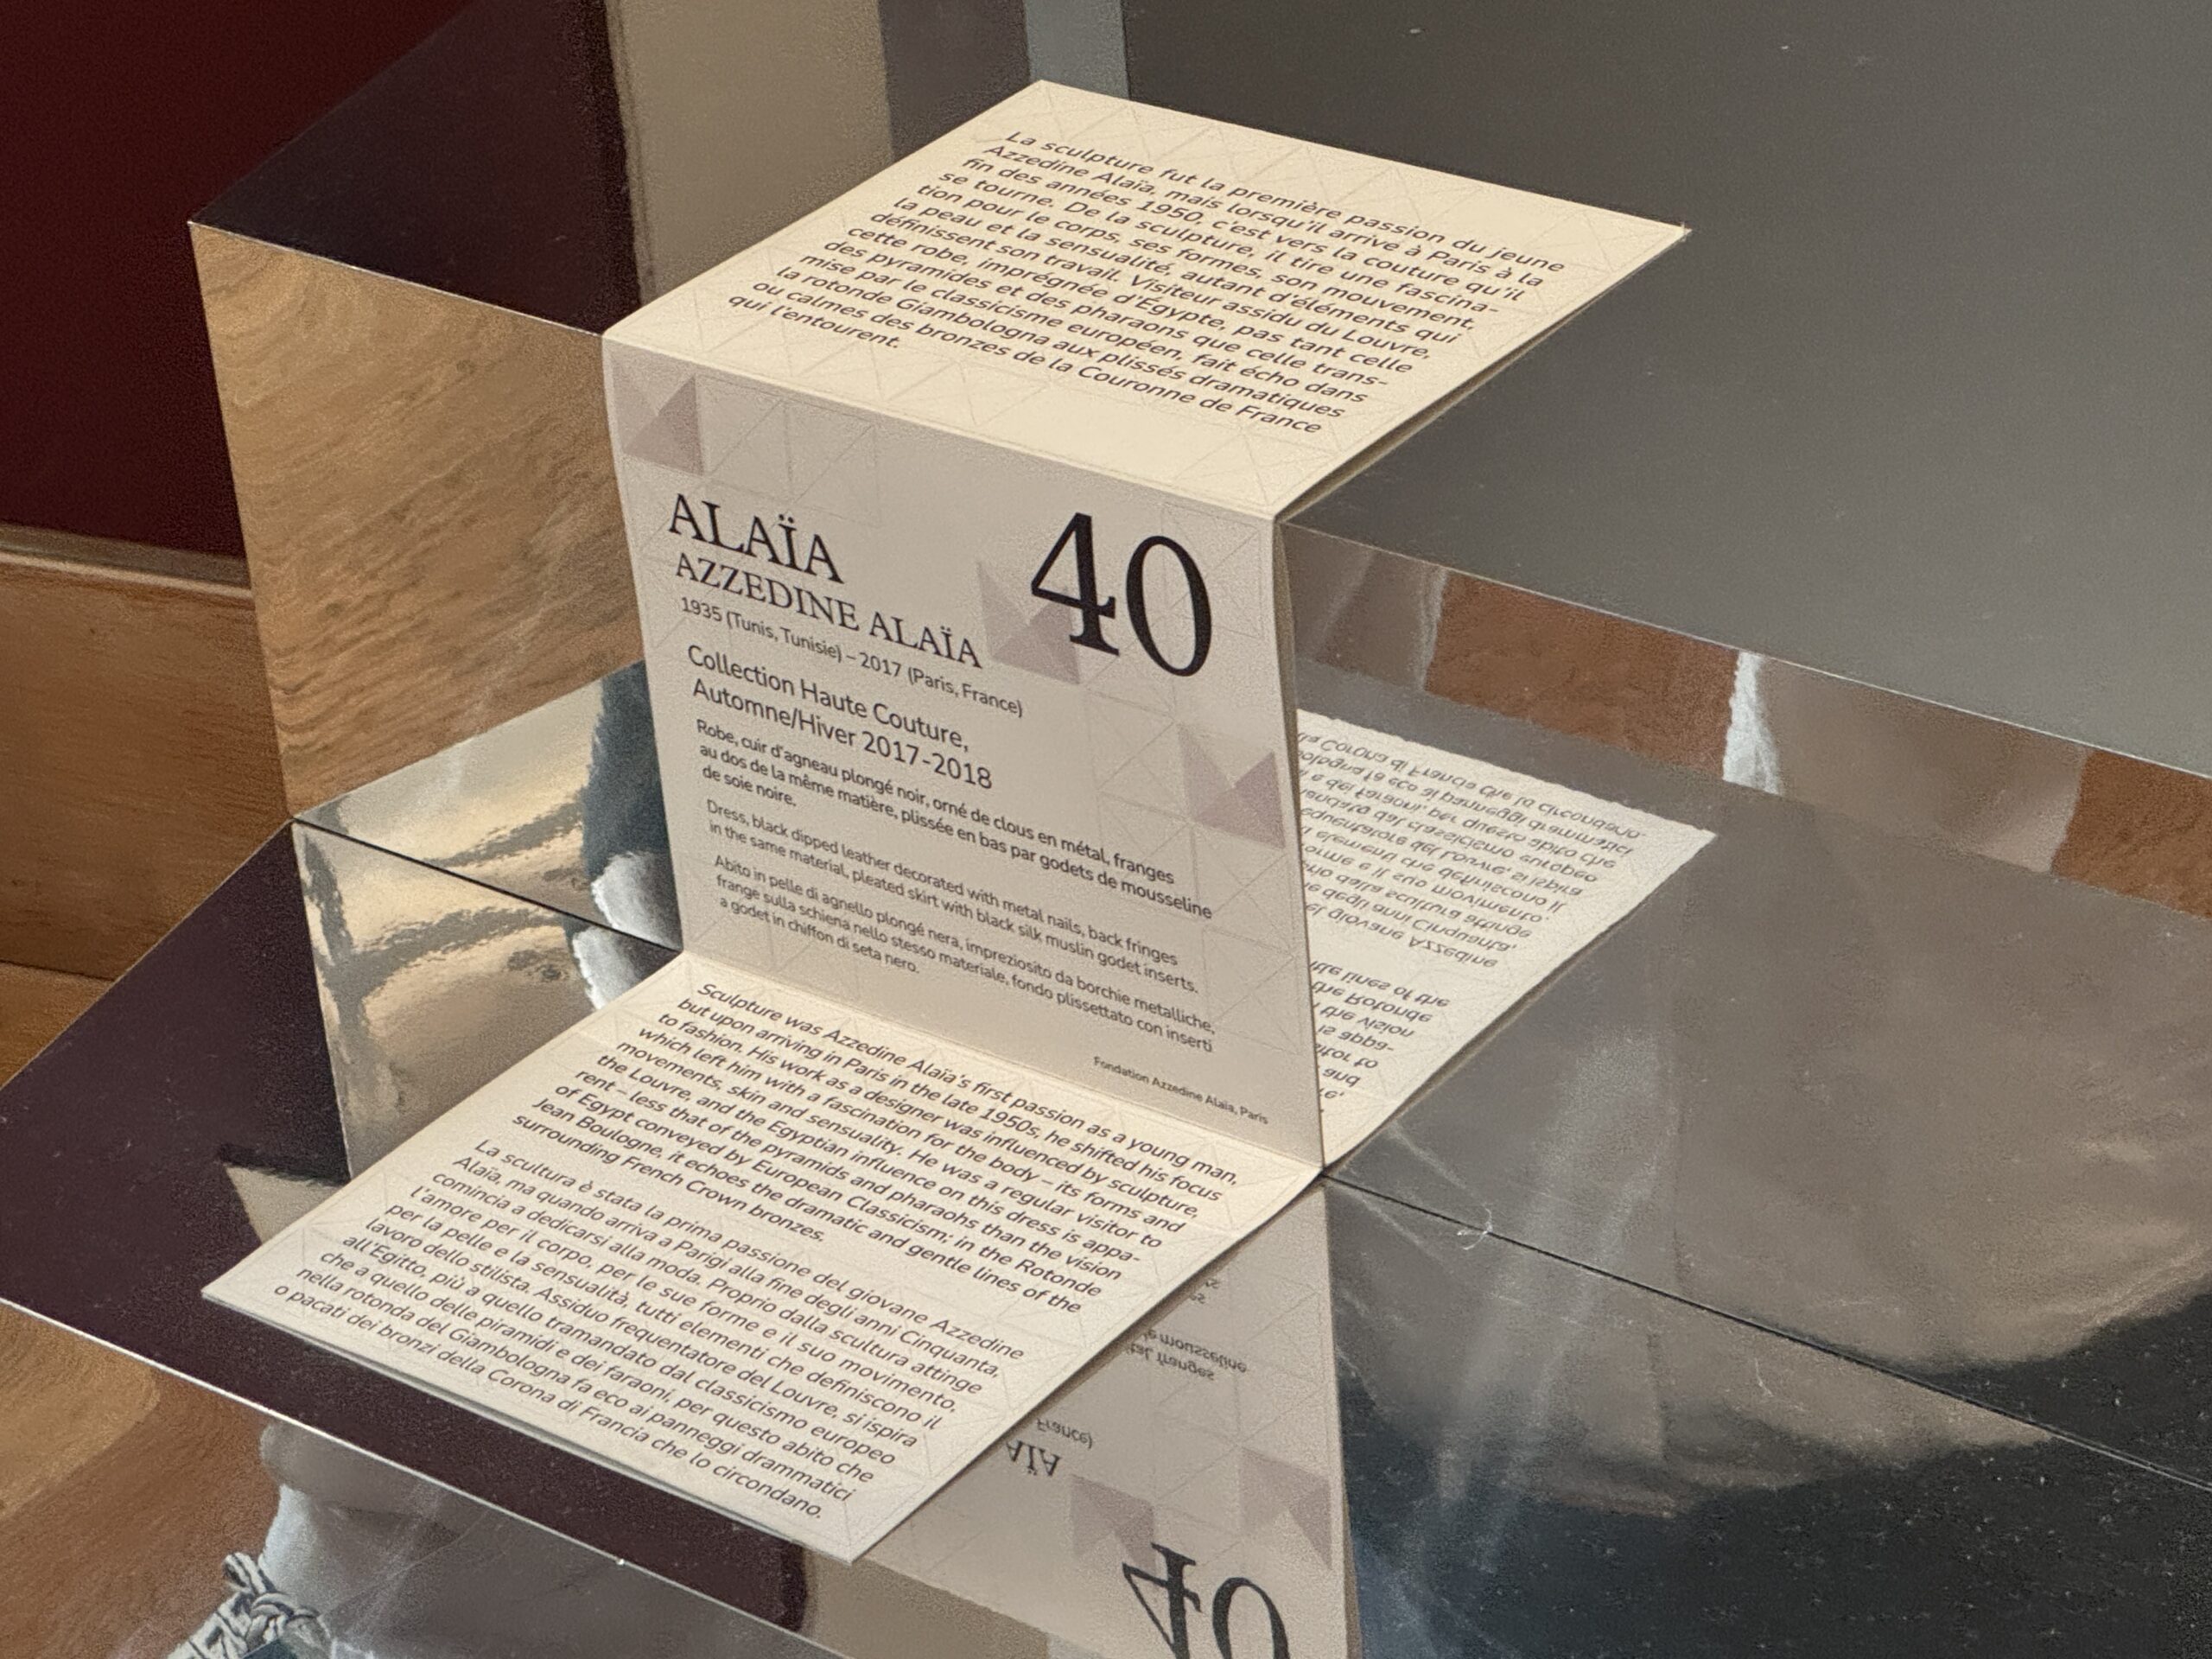 La sculpture fut la première passion du jeune
Azzedine Alaïa, mais lorsqu'il arrive à Paris à la
fin des années 1950, c'est vers la couture qu'il
se tourne. De la sculpture, il tire une fascina-
tion pour le corps, ses formes, son mouvement,
la peau et la sensualité, autant d'éléments qui
définissent son travail. Visiteur assidu du Louvre,
cette robe, imprégnée d'Égypte, pas tant celle
des pyramides et des pharaons que celle trans-
mise par le classicisme européen, fait écho dans
la rotonde Giambologna aux plissés dramatiques
ou calmes des bronzes de la Couronne de France
qui l'entourent.
ALAÏA
AZZEDINE ALAÏA
40
1935 (Tunis, Tunisie) – 2017 (Paris, France)
Collection Haute Couture,
Automne/Hiver 2017-2018
Robe, cuir d'agneau plongé noir, orné de clous en métal, franges
au dos de la même matière, plissée en bas par godets de mousseline
de soie noire.
Dress, black dipped leather decorated with metal nails, back fringes
in the same material, pleated skirt with black silk muslin godet inserts.
Abito in pelle di agnello plongé nera, impreziosito da borchie metalliche,
frange sulla schiena nello stesso materiale, fondo plissettato con inserti
a godet in chiffon di seta nero.
Fondation Azzedine Alaïa, Paris
Sculpture was Azzedine Alaïa's first passion as a young man,
but upon arriving in Paris in the late 1950s, he shifted his focus
to fashion. His work as a designer was influenced by sculpture,
which left him with a fascination for the body – its forms and
movements, skin and sensuality. He was a regular visitor to
the Louvre, and the Egyptian influence on this dress is appa-
rent – less that of the pyramids and pharaohs than the vision
of Egypt conveyed by European Classicism; in the Rotonde
Jean Boulogne, it echoes the dramatic and gentle lines of the
surrounding French Crown bronzes.
La scultura è stata la prima passione del giovane Azzedine
Alaïa, ma quando arriva a Parigi alla fine degli anni Cinquanta,
comincia a dedicarsi alla moda. Proprio dalla scultura attinge
l'amore per il corpo, per le sue forme e il suo movimento,
per la pelle e la sensualità, tutti elementi che definiscono il
lavoro dello stilista. Assiduo frequentatore del Louvre, si ispira
all'Egitto, più a quello tramandato dal classicismo europeo
che a quello delle piramidi e dei faraoni, per questo abito che
nella rotonda del Giambologna fa eco ai panneggi drammatici
o pacati dei bronzi della Corona di Francia che lo circondano.